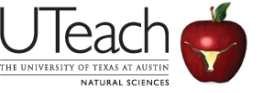 UTeach
THE UNIVERSITY OF TEXAS AT AUSTIN
NATURAL SCIENCES